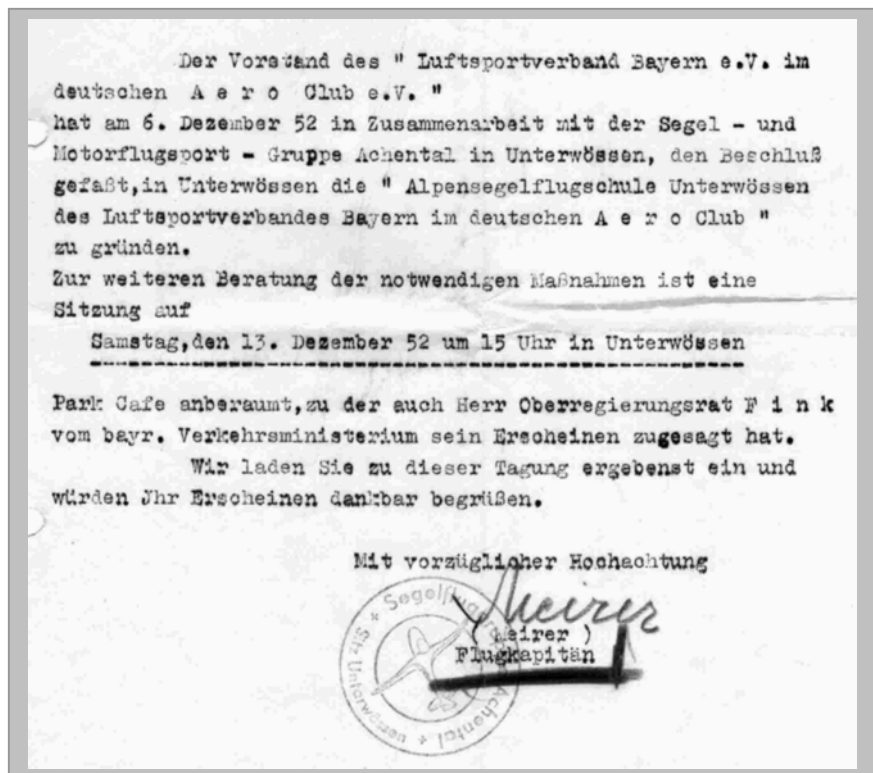 Der Vorstand des " Luftsportverband Bayern e.V. im
deutschen A e r o Club e.V. "
hat am 6. Dezember 52 in Zusammenarbeit mit der Segel - und
Motorflugsport - Gruppe Achental in Unterwössen, den Beschluß
gefaßt,in Unterwössen die " Alpensegelflugschule Unterwössen
des Luftsportverbandes Bayern im deutschen A e r o Club "
zu gründen.
Zur weiteren Beratung der notwendigen Maßnahmen ist eine
Sitzung auf
Samstag,den 13. Dezember 52 um 15 Uhr in Unterwössen
Park Cafe anberaumt,zu der auch Herr Oberregierungsrat F i n k
vom bayr. Verkehrsministerium sein Erscheinen zugesagt hat.
Wir laden Sie zu dieser Tagung ergebenst ein und
würden Jhr Erscheinen dankbar begrüßen.
Mit vorzüglicher Hochachtung
Meirer
( Meirer )
Flugkapitän
Achental + Sitz Unterwössen +